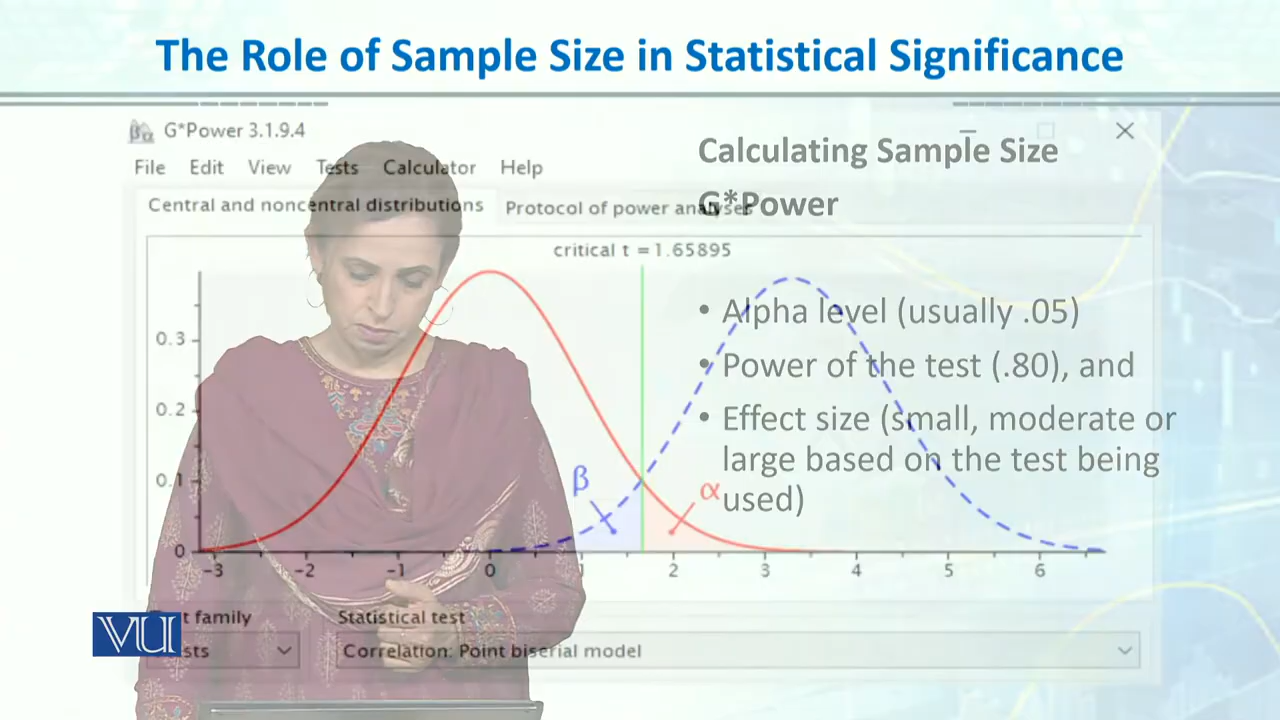 The Role of Sample Size in Statistical Significance
βα G*Power 3.1.9.4
File Edit View Tests Calculator Help
Central and noncentral distributions Protocol of power analyses
critical t = 1.65895
0.3
0.2
0.1
0
β
α
-3 -2 -1 0 1 2 3 4 5 6
Calculating Sample Size
G*Power
• Alpha level (usually .05)
• Power of the test (.80), and
• Effect size (small, moderate or
large based on the test being
used)
family Statistical test
Correlation: Point biserial model
VU